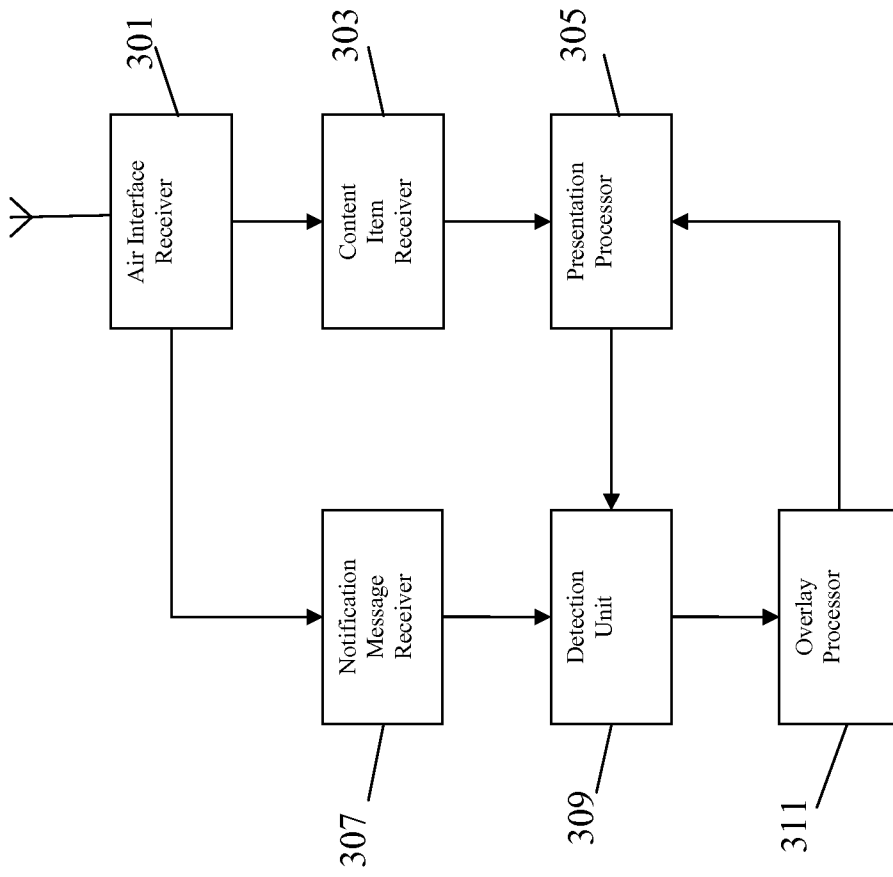 301
Air Interface
Receiver
303
Content
Item
Receiver
305
Presentation
Processor
307
Notification
Message
Receiver
309
Detection
Unit
311
Overlay
Processor